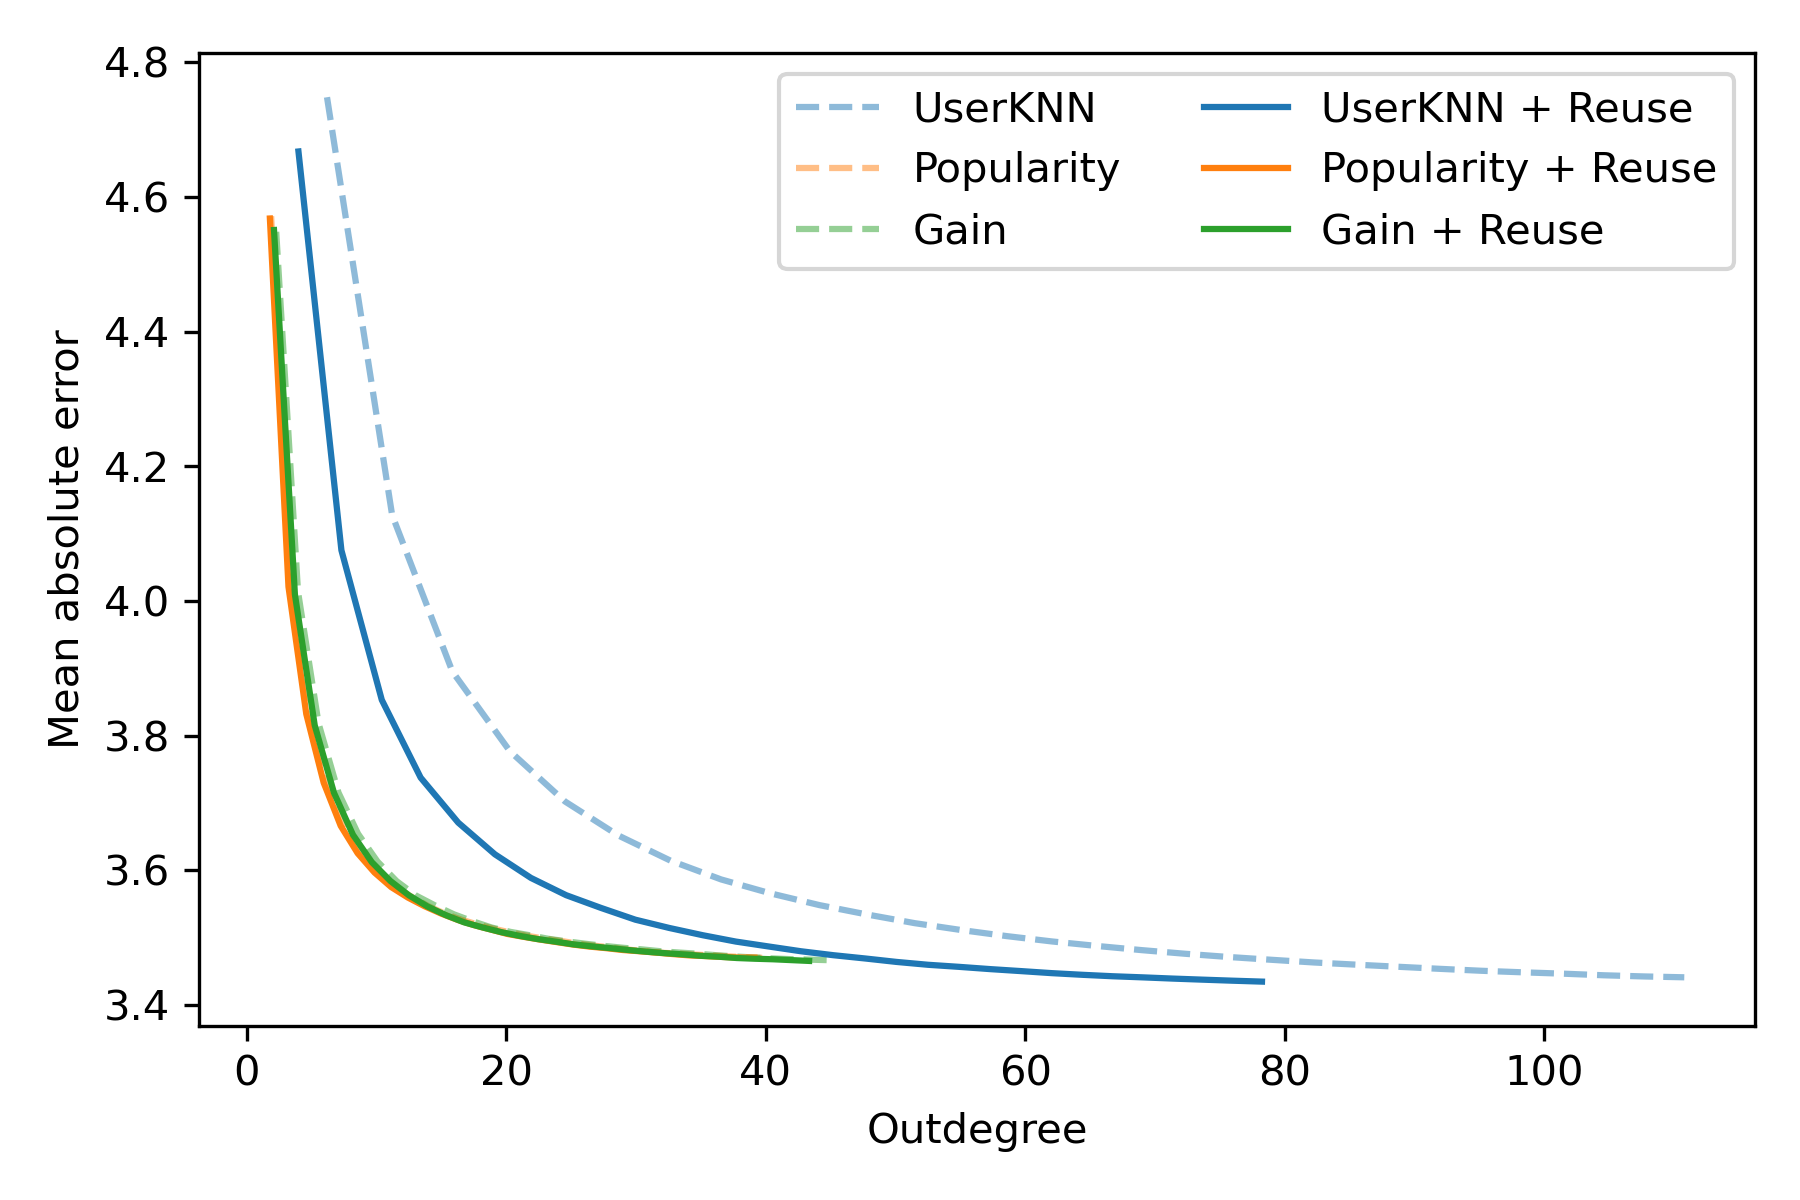 4.8
4.6
4.4
4.2
4.0
3.8
3.6
3.4
Mean absolute error
UserKNN
Popularity
Gain
UserKNN + Reuse
Popularity + Reuse
Gain + Reuse
0 20 40 60 80 100
Outdegree